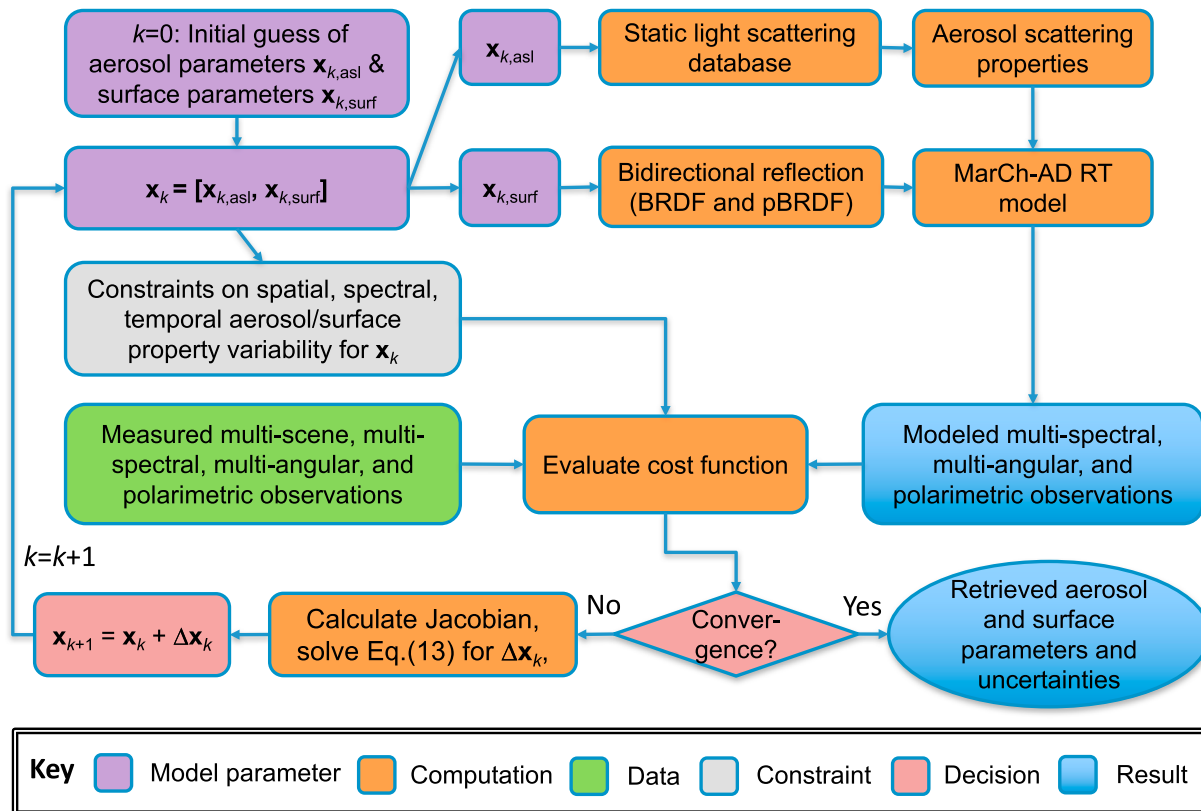 k=0: Initial guess of
aerosol parameters xk,asl &
surface parameters xk,surf
xk,asl
Static light scattering
database
Aerosol scattering
properties
xk = [xk,asl, xk,surf]
xk,surf
Bidirectional reflection
(BRDF and pBRDF)
MarCh-AD RT
model
Constraints on spatial, spectral,
temporal aerosol/surface
property variability for xk
Measured multi-scene, multi-
spectral, multi-angular, and
polarimetric observations
Evaluate cost function
Modeled multi-spectral,
multi-angular, and
polarimetric observations
k=k+1
xk+1 = xk + Δxk
Calculate Jacobian,
solve Eq.(13) for Δxk,
No
Conver-
gence?
Yes
Retrieved aerosol
and surface
parameters and
uncertainties
Key
Model parameter
Computation
Data
Constraint
Decision
Result